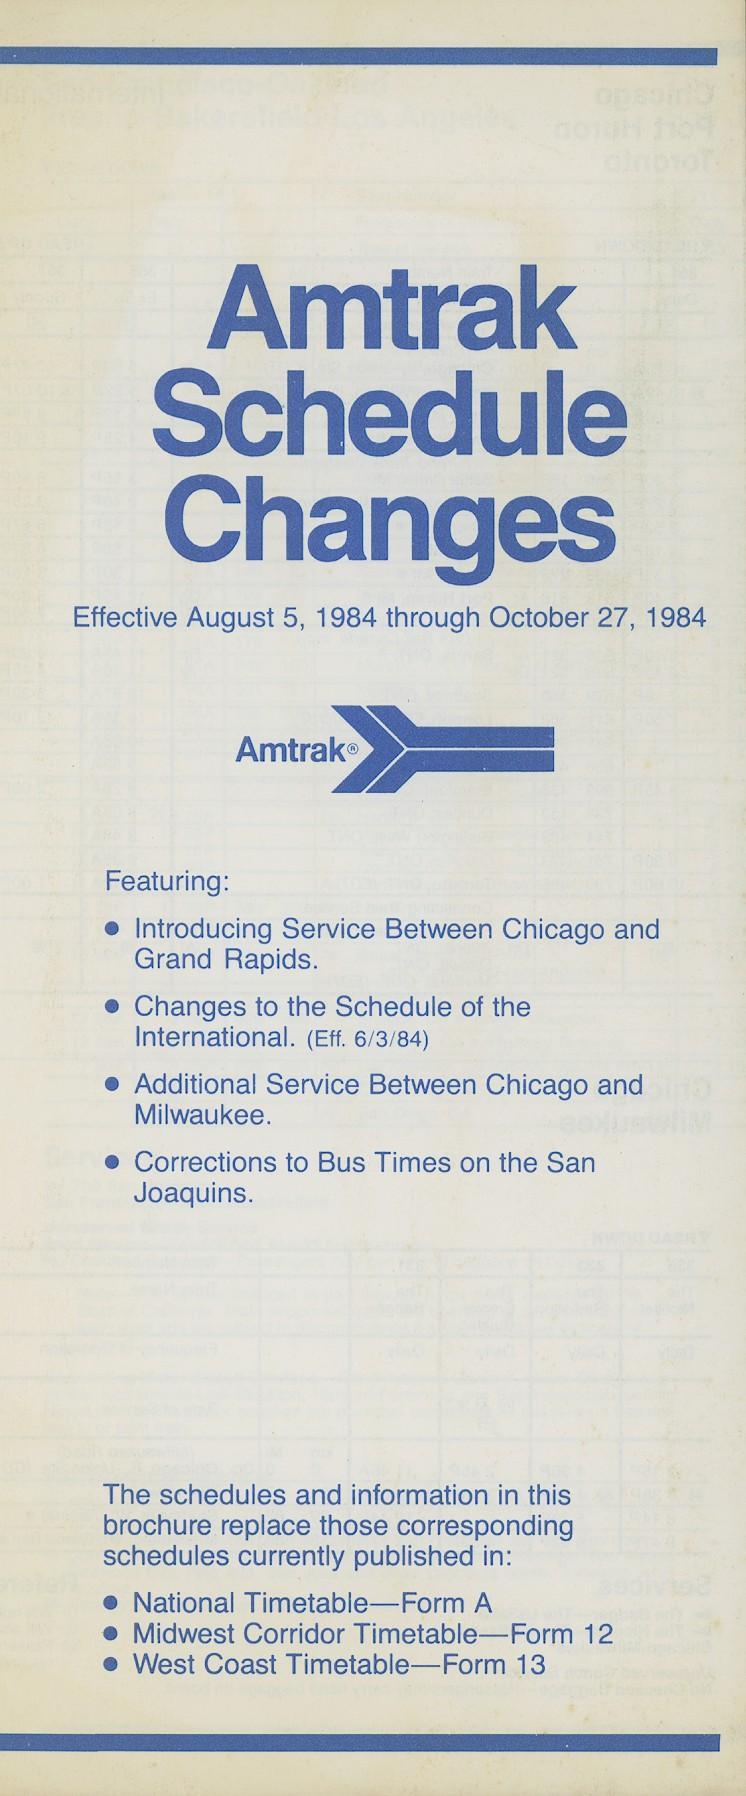 Amtrak
Schedule
Changes
Effective August 5, 1984 through October 27, 1984
Amtrak®
Featuring:
● Introducing Service Between Chicago and
Grand Rapids.
● Changes to the Schedule of the
International. (Eff. 6/3/84)
● Additional Service Between Chicago and
Milwaukee.
● Corrections to Bus Times on the San
Joaquins.
The schedules and information in this
brochure replace those corresponding
schedules currently published in:
● National Timetable—Form A
● Midwest Corridor Timetable—Form 12
● West Coast Timetable—Form 13